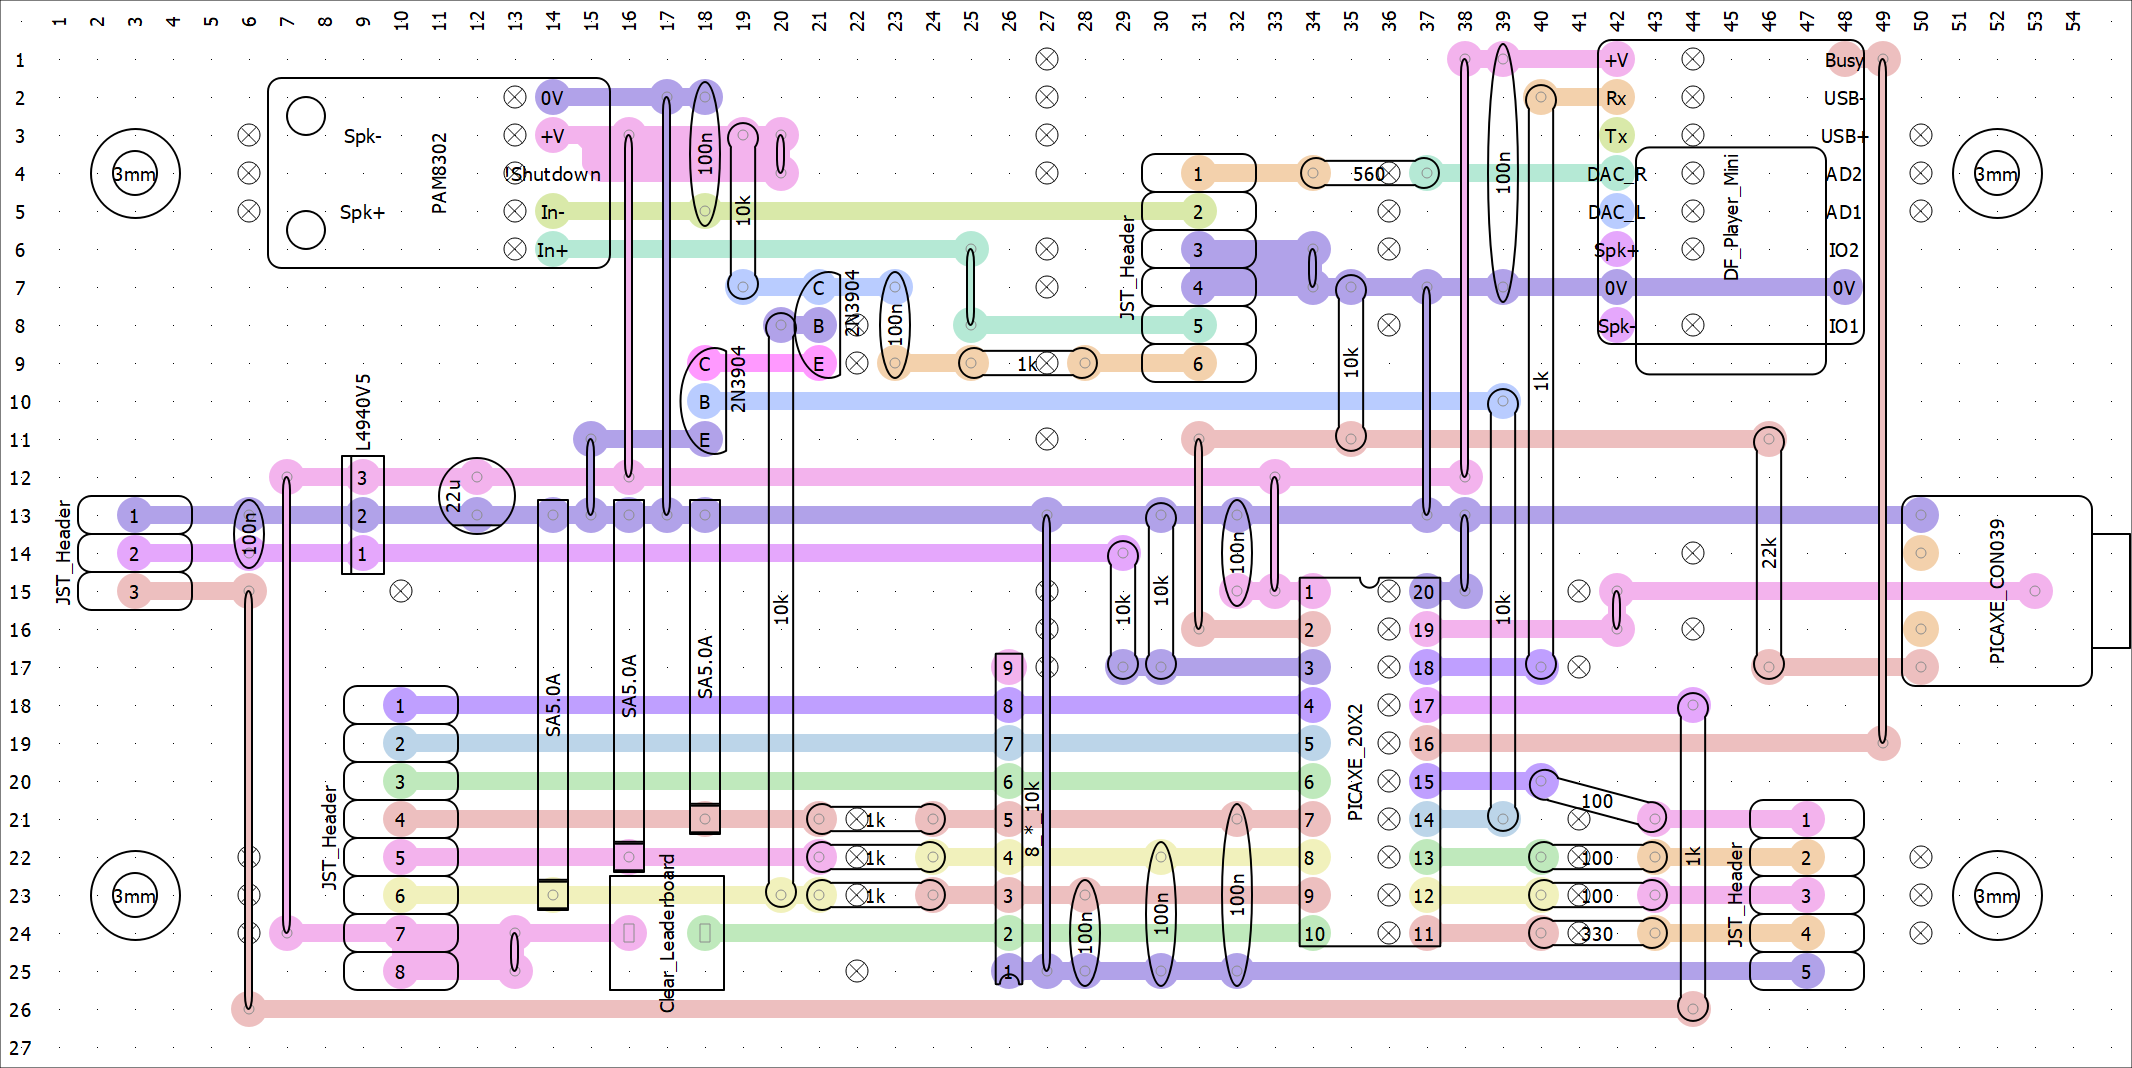 1 2 3 4 5 6 7 8 9 10 11 12 13 14 15 16 17 18 19 20 21 22 23 24 25 26 27 28 29 30 31 32 33 34 35 36 37 38 39 40 41 42 43 44 45 46 47 48 49 50 51 52 53 54
1 +V Busy
2 0V Rx USB-
3 Spk- +V Tx USB+
4 3mm !Shutdown 1 560 DAC_R AD2 3mm
5 Spk+ In- 2 DAC_L AD1
6 In+ 3 Spk+ IO2
7 C 4 0V 0V
8 B 5 Spk- IO1
9 C E 1k 6
10 B
11 E
12 3
13 1 2
14 2 1
15 3 1 20
16 2 19
17 9 3 18
18 1 8 4 17
19 2 7 5 16
20 3 6 6 15
100
21 4 1k 5 7 14 1
22 5 1k 4 8 13 100 2
23 3mm 6 1k 3 9 12 100 3 3mm
24 7 2 10 11 330 4
25 8 1 5
26
27
PAM8302
100n
10k
2N3904
2N3904
100n
JST_Header
10k
100n
1k
DF_Player_Mini
L4940V5
22u
JST_Header
100n
SA5.0A
SA5.0A
SA5.0A
10k
10k
10k
100n
10k
22k
PICAXE_CON039
PICAXE_20X2
JST_Header
Clear_Leaderboard
8_*_10k
100n
100n
100n
1k
JST_Header